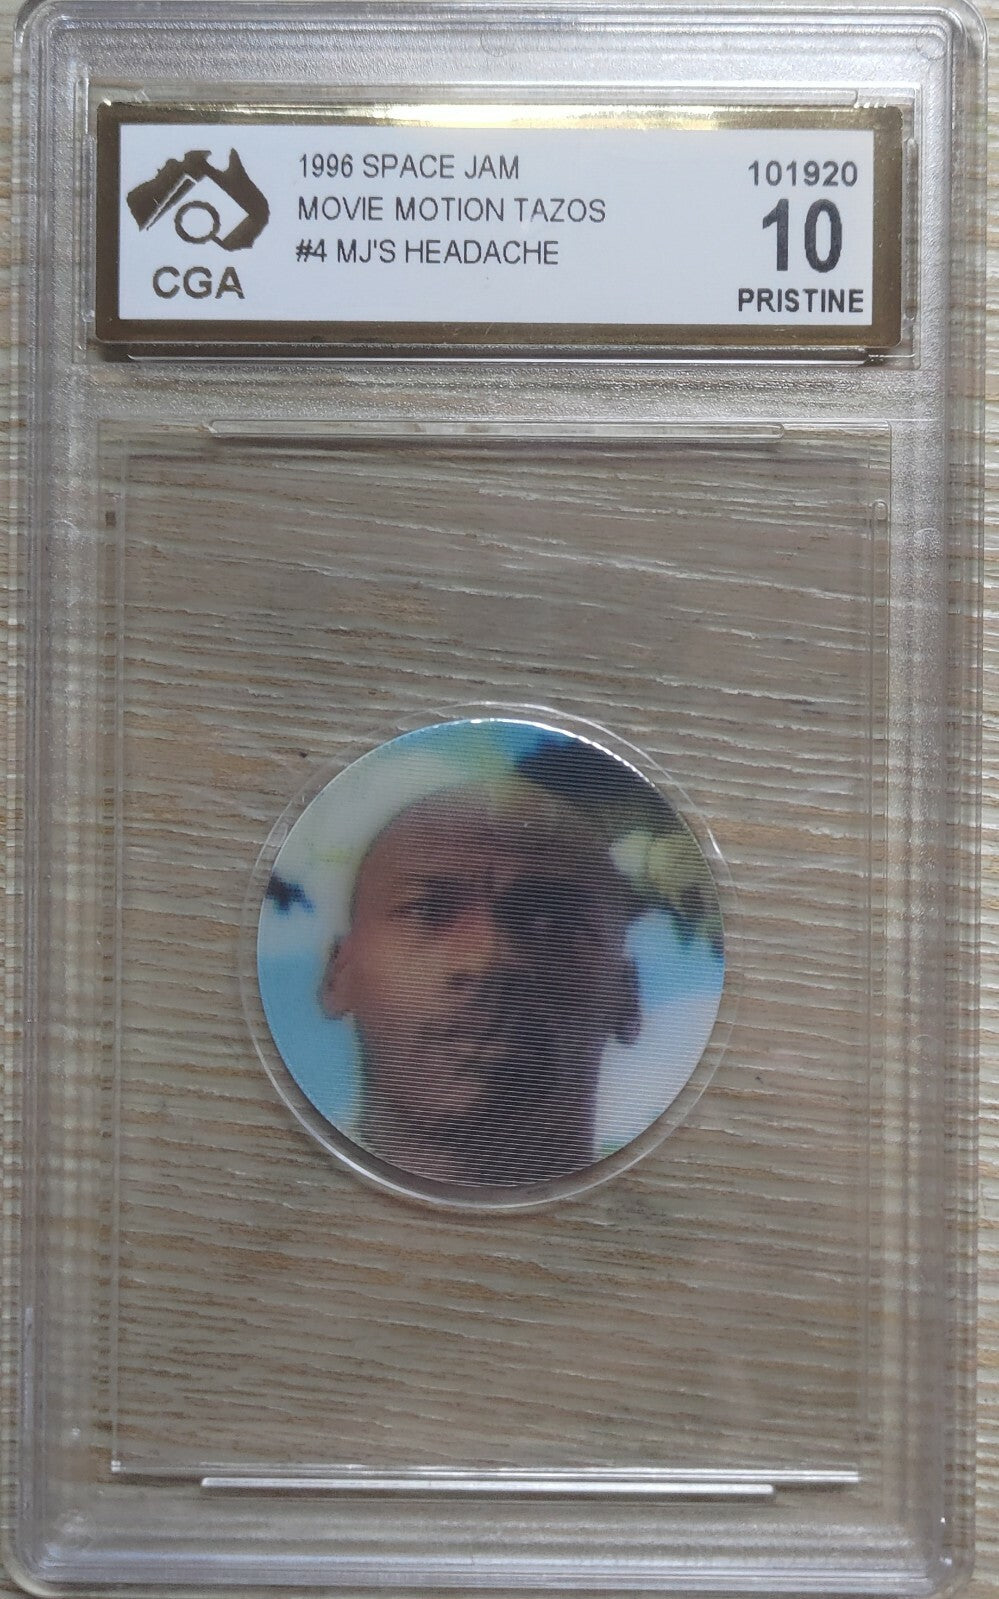 1996 SPACE JAM
MOVIE MOTION TAZOS
#4 MJ'S HEADACHE
CGA
101920
10
PRISTINE